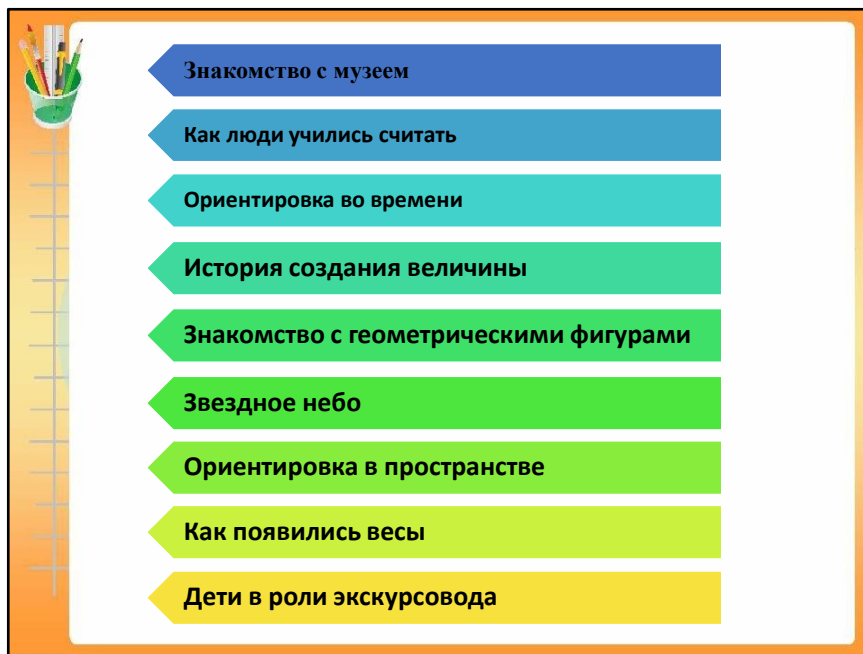 Знакомство с музеем
Как люди учились считать
Ориентировка во времени
История создания величины
Знакомство с геометрическими фигурами
Звездное небо
Ориентировка в пространстве
Как появились весы
Дети в роли экскурсовода